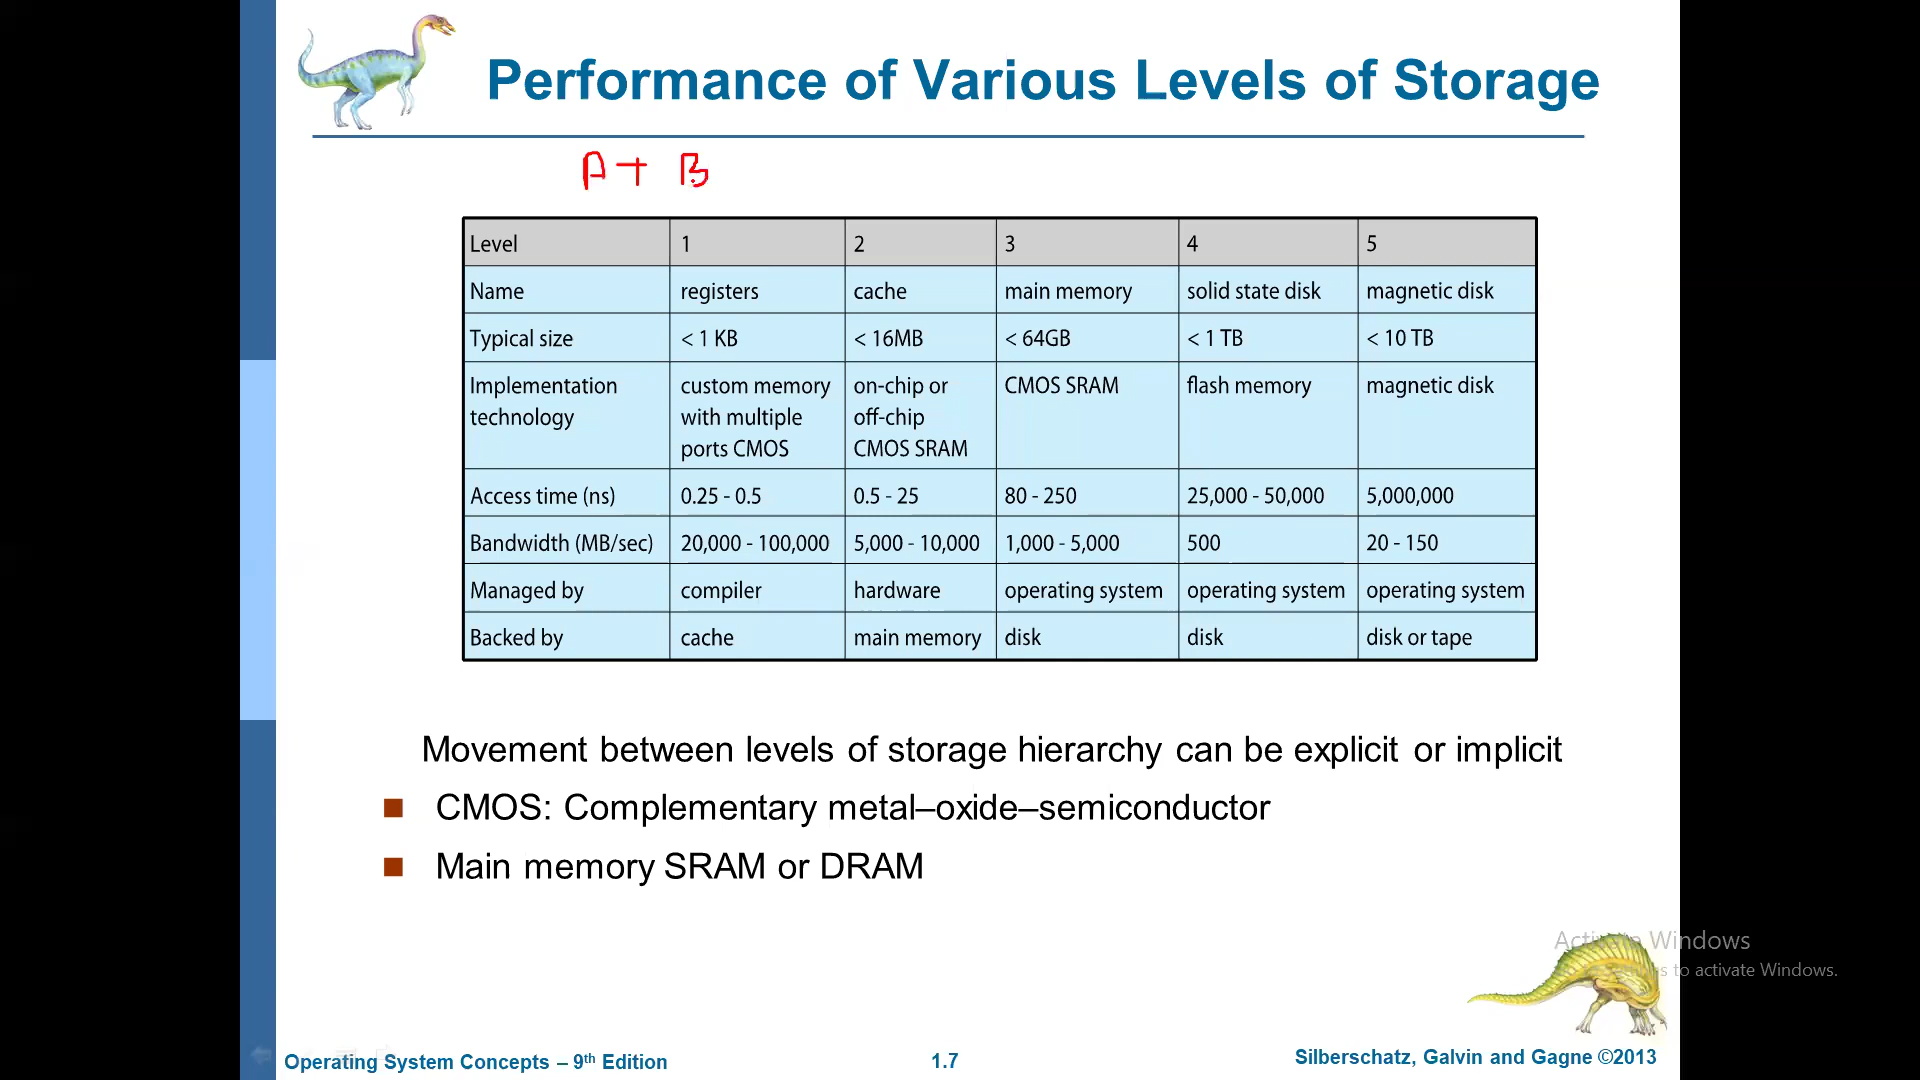 Performance of Various Levels of Storage
A + B
Level 1 2 3 4 5
Name registers cache main memory solid state disk magnetic disk
Typical size < 1 KB < 16MB < 64GB < 1 TB < 10 TB
Implementation technology custom memory with multiple ports CMOS on-chip or off-chip CMOS SRAM CMOS SRAM flash memory magnetic disk
Access time (ns) 0.25 - 0.5 0.5 - 25 80 - 250 25,000 - 50,000 5,000,000
Bandwidth (MB/sec) 20,000 - 100,000 5,000 - 10,000 1,000 - 5,000 500 20 - 150
Managed by compiler hardware operating system operating system operating system
Backed by cache main memory disk disk disk or tape
Movement between levels of storage hierarchy can be explicit or implicit
CMOS: Complementary metal–oxide–semiconductor
Main memory SRAM or DRAM
Activate Windows
to activate Windows.
Operating System Concepts – 9th Edition 1.7 Silberschatz, Galvin and Gagne ©2013